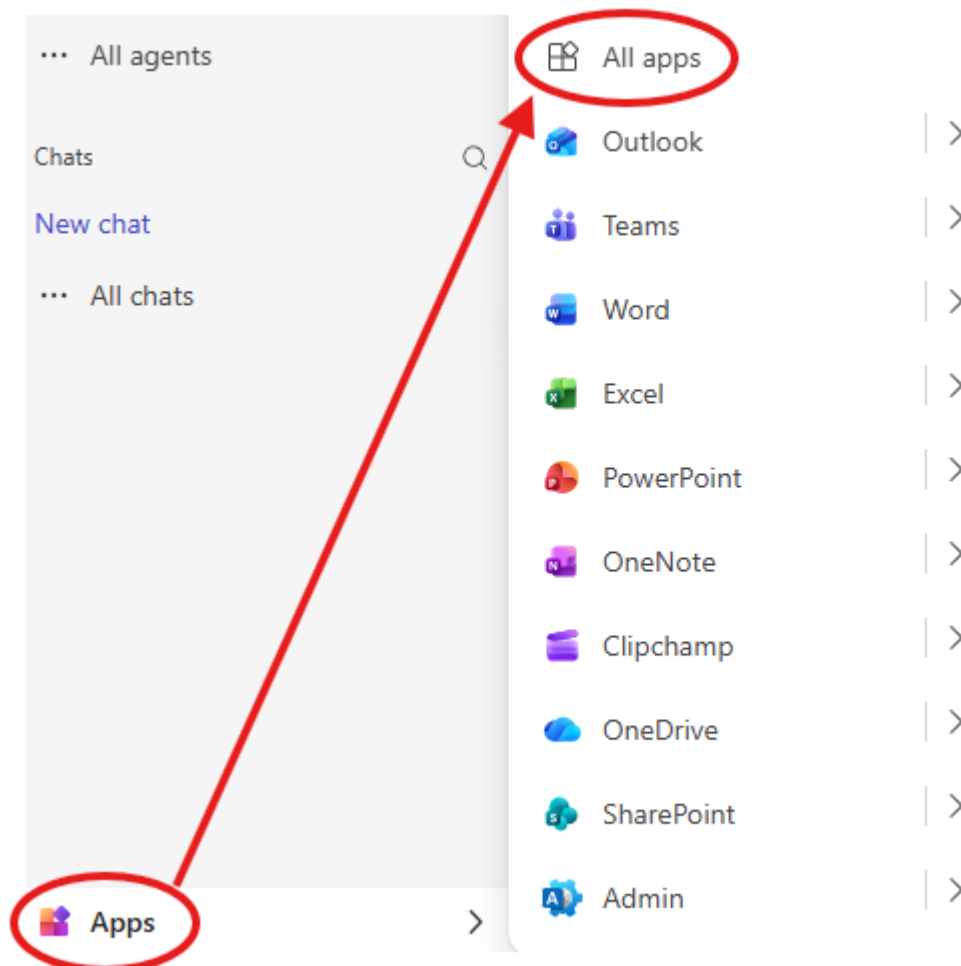 All agents
Chats
New chat
All chats
Apps
All apps
Outlook
Teams
Word
Excel
PowerPoint
OneNote
Clipchamp
OneDrive
SharePoint
Admin